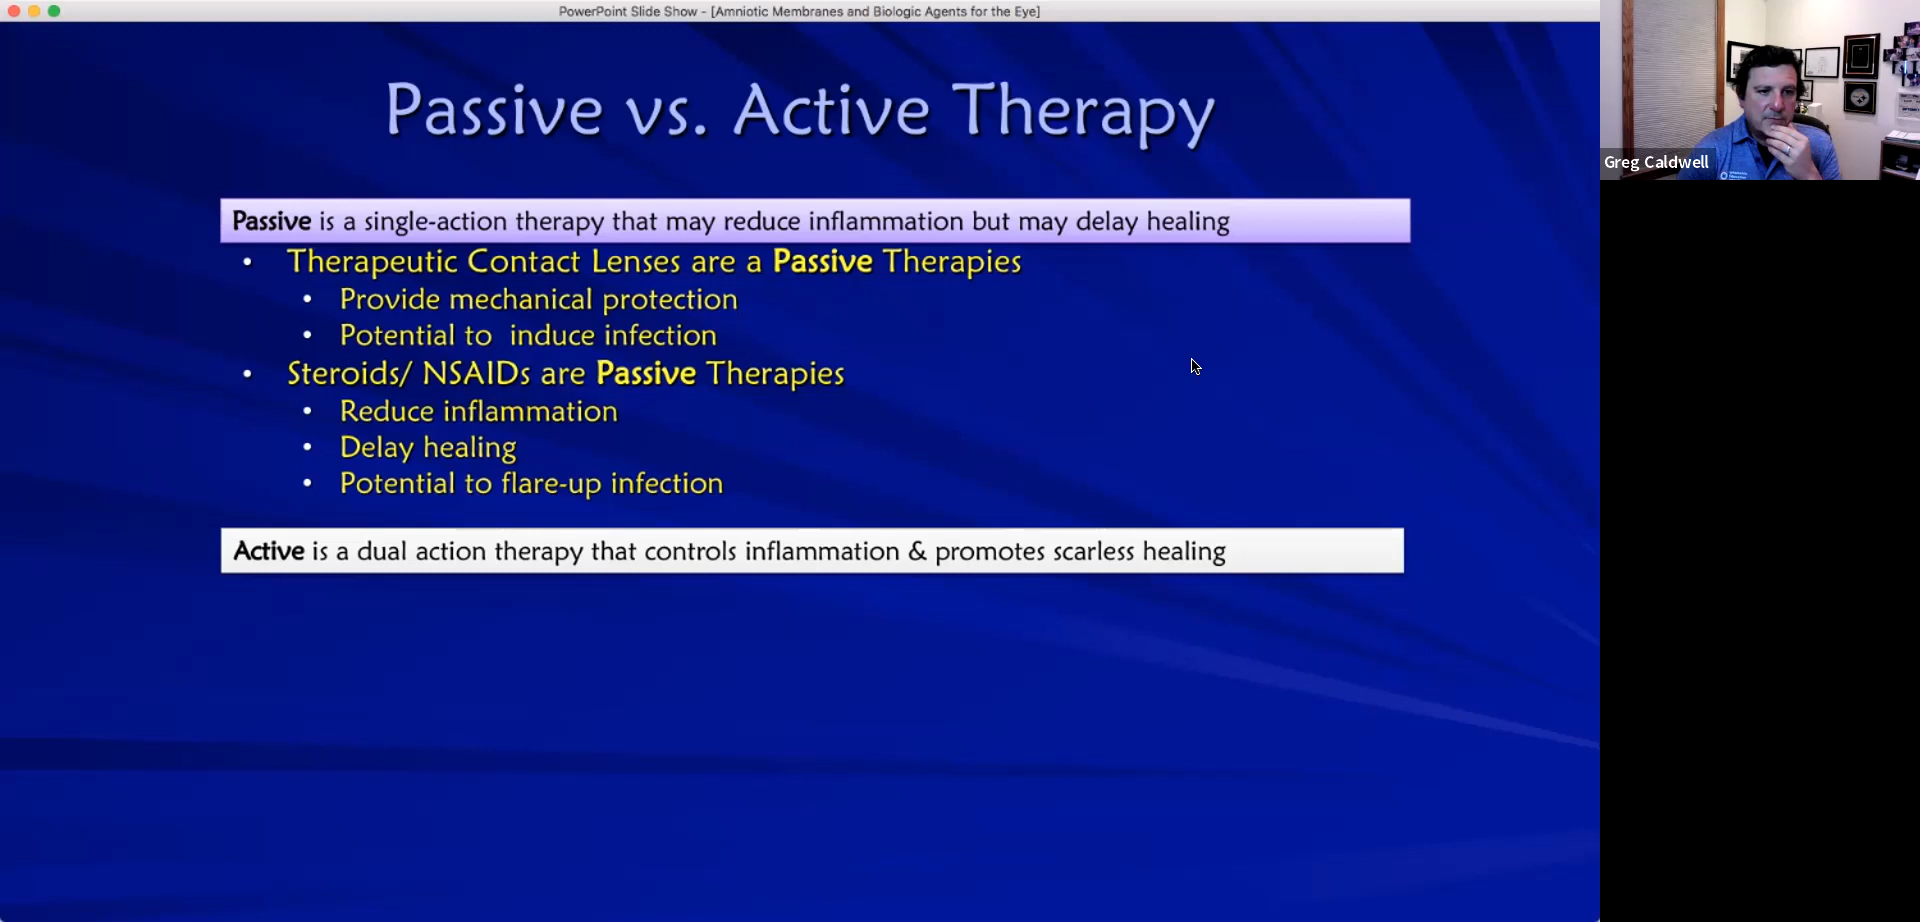 PowerPoint Slide Show - [Amniotic Membranes and Biologic Agents for the Eye]
Passive vs. Active Therapy
Passive is a single-action therapy that may reduce inflammation but may delay healing
• Therapeutic Contact Lenses are a Passive Therapies
• Provide mechanical protection
• Potential to  induce infection
• Steroids/ NSAIDs are Passive Therapies
• Reduce inflammation
• Delay healing
• Potential to flare-up infection
Active is a dual action therapy that controls inflammation & promotes scarless healing
Greg Caldwell